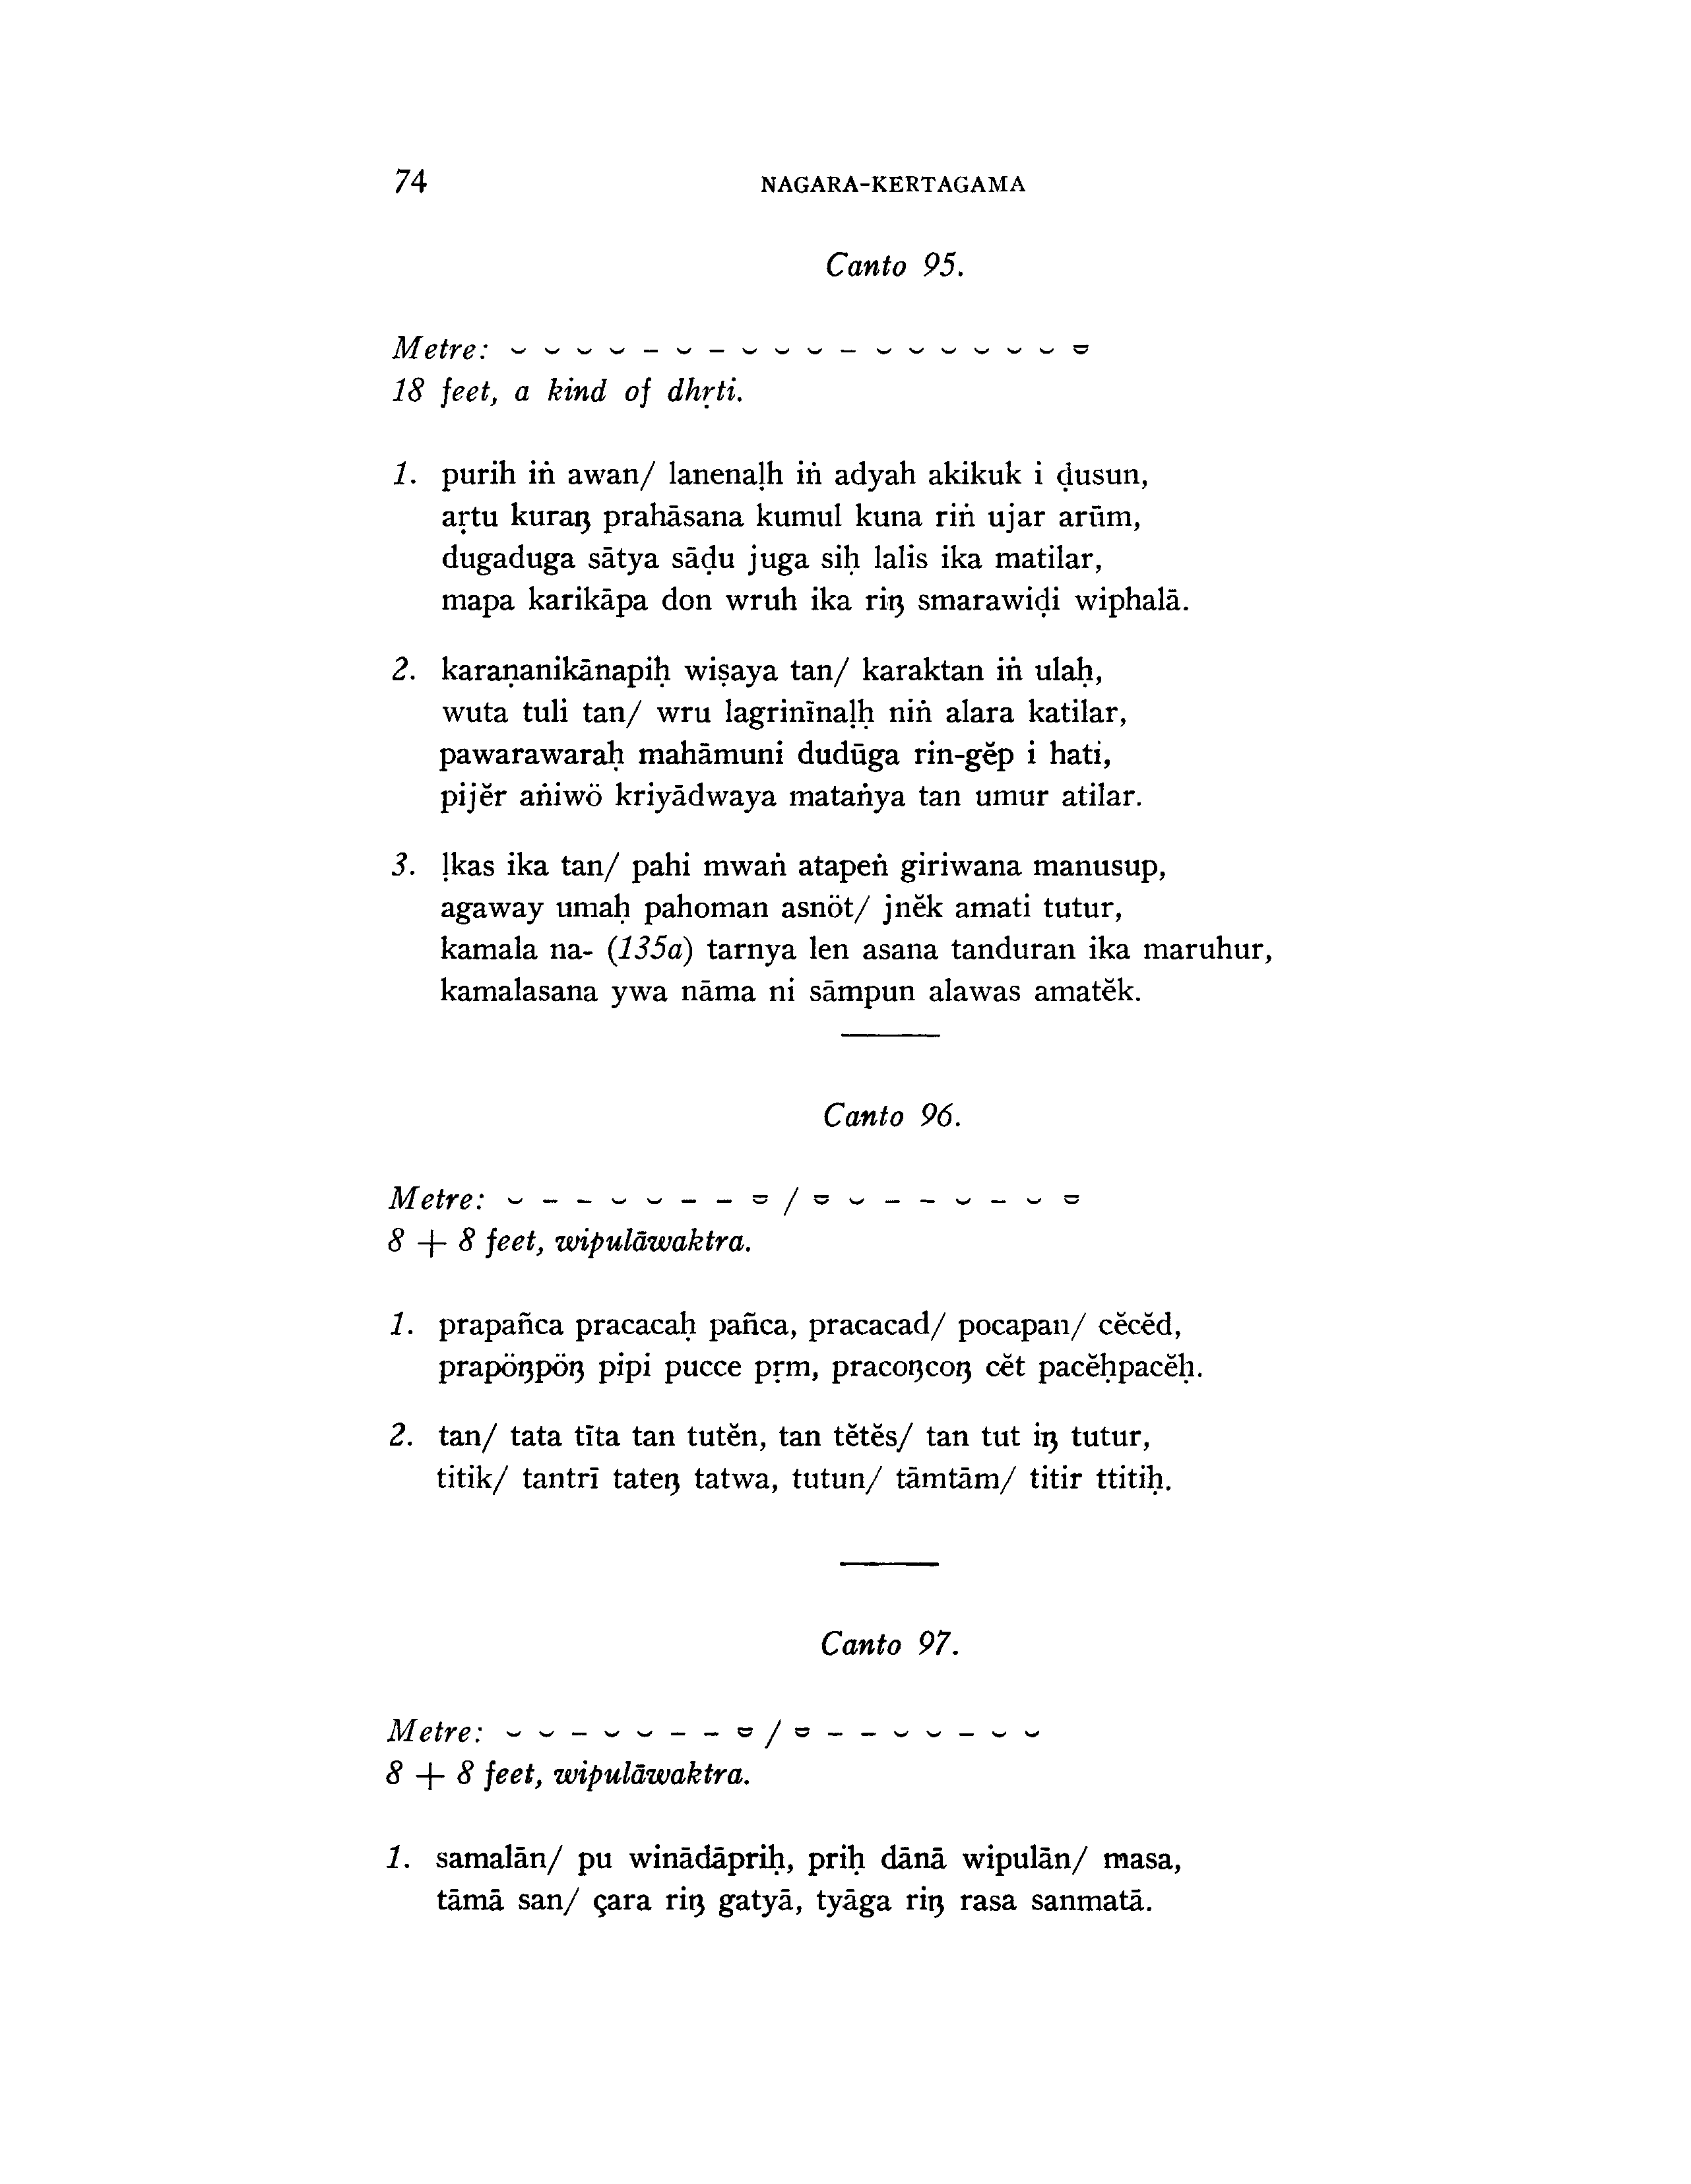 74 NAGARA-KERTAGAMA
Canto 95.
Metre: ⏑ ⏑ ⏑ ⏑ – ⏑ – ⏑ ⏑ ⏑ – ⏑ ⏑ ⏑ ⏑ ⏑ ⏑ ⏓
18 feet, a kind of dhṛti.
1. purih iṅ awan/ lanenaḷh iṅ adyah akikuk i ḍusun,
aṛtu kuraŋ prahāsana kumul kuna riṅ ujar arūm,
dugaduga sātya sāḍu juga siḥ lalis ika matilar,
mapa karikāpa don wruh ika riŋ smarawiḍi wiphalā.
2. karaṇanikānapiḥ wiṣaya tan/ karaktan iṅ ulaḥ,
wuta tuli tan/ wru lagrinīnaḷḥ niṅ alara katilar,
pawarawaraḥ mahāmuni dudūga rin-gĕp i hati,
pijĕr aṅiwö kriyādwaya mataṅya tan umur atilar.
3. ḷkas ika tan/ pahi mwaṅ atapeṅ giriwana manusup,
agaway umaḥ pahoman asnöt/ jnĕk amati tutur,
kamala na- (135a) tarnya len asana tanduran ika maruhur,
kamalasana ywa nāma ni sāmpun alawas amatĕk.
Canto 96.
Metre: ⏑ – – ⏑ ⏑ – – ⏓ / ⏓ ⏑ – – ⏑ – ⏑ ⏓
8 + 8 feet, wipulāwaktra.
1. prapañca pracacaḥ pañca, pracacad/ pocapan/ cĕcĕd,
prapöŋpöŋ pipi pucce pṛm, pracoŋcoŋ cĕt pacĕḥpacĕḥ.
2. tan/ tata tīta tan tutĕn, tan tĕtĕs/ tan tut iŋ tutur,
titik/ tantrī tateŋ tatwa, tutun/ tāmtām/ titir ttitiḥ.
Canto 97.
Metre: ⏑ ⏑ – ⏑ ⏑ – – ⏓ / ⏓ – – ⏑ ⏑ – ⏑ ⏑
8 + 8 feet, wipulāwaktra.
1. samalān/ pu winādāpriḥ, priḥ dānā wipulān/ masa,
tāmā san/ çara riŋ gatyā, tyāga riŋ rasa sanmatā.